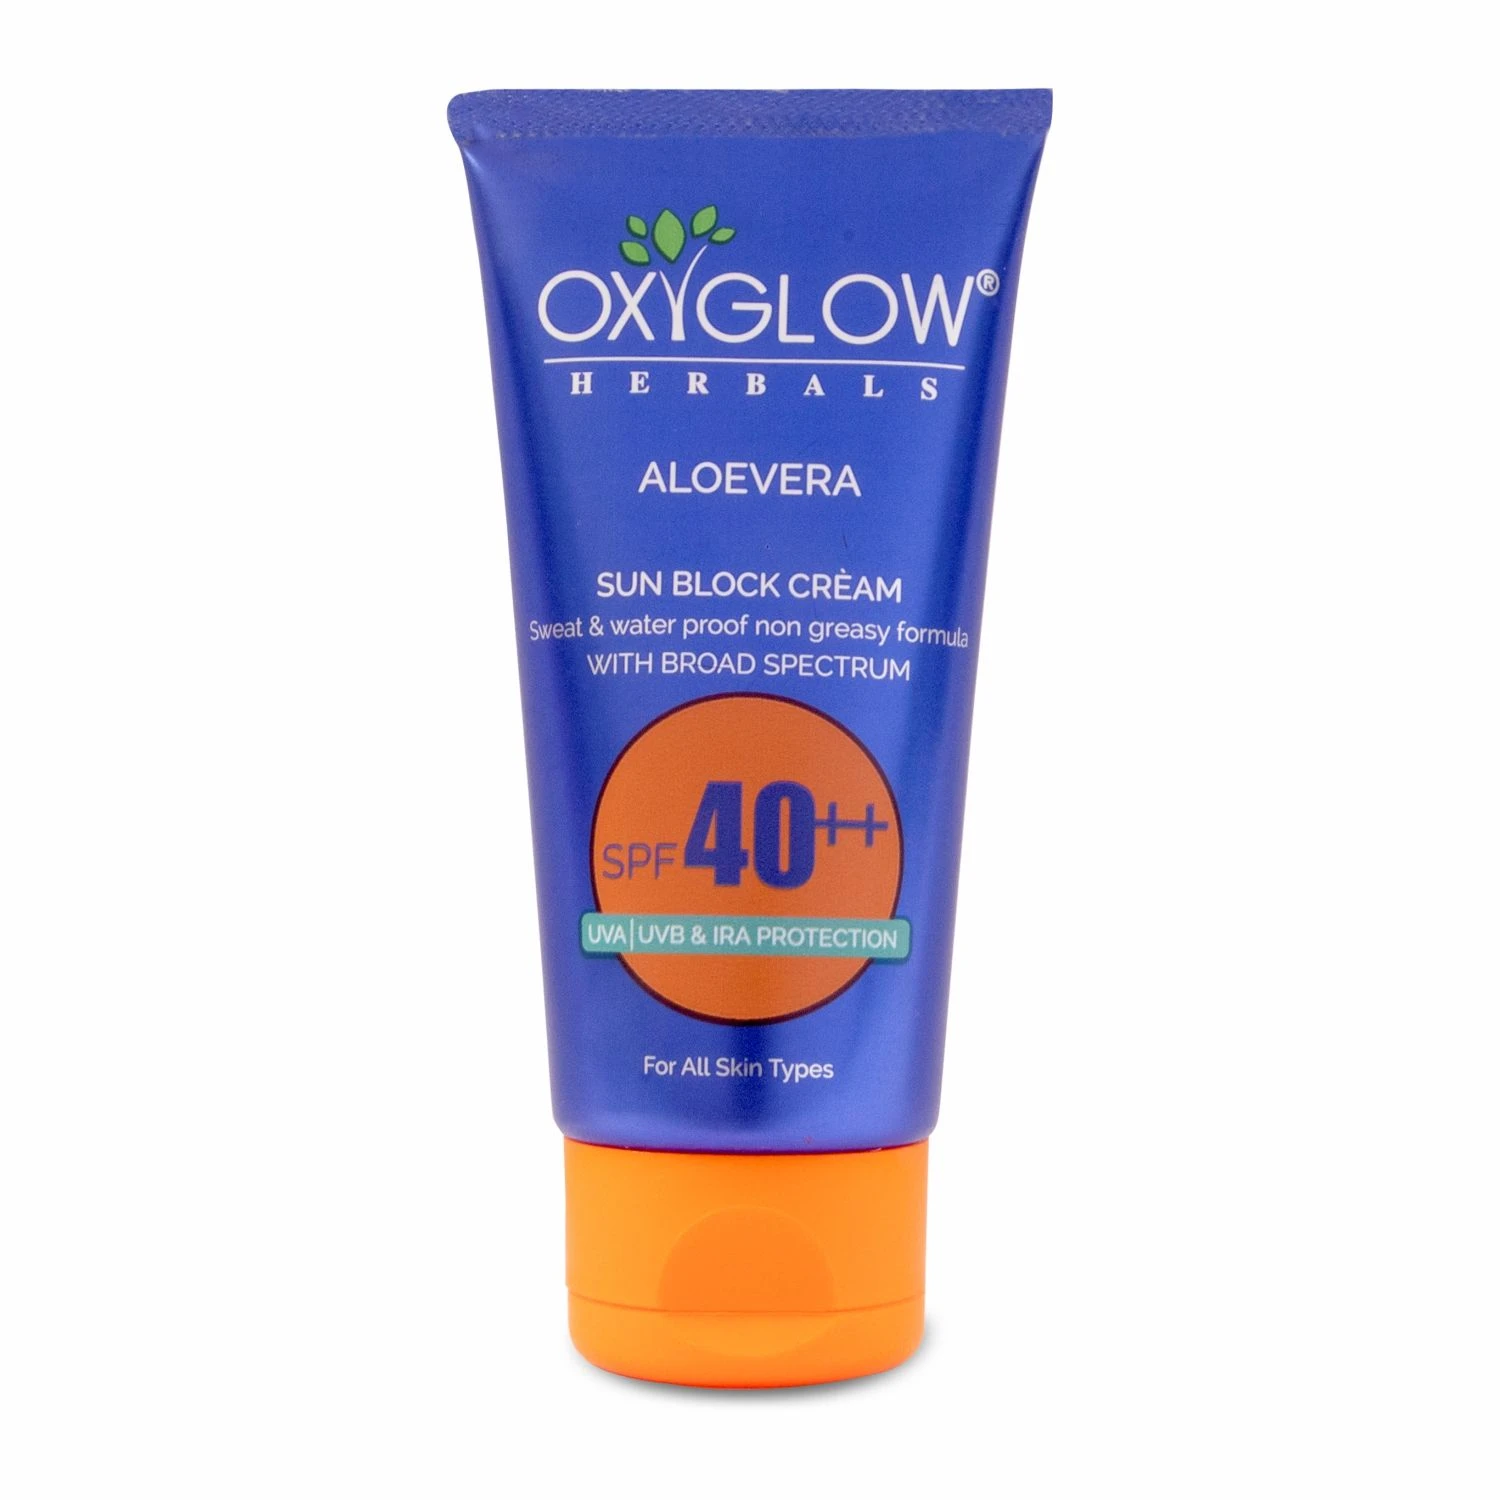 OXYGLOW®
HERBALS
ALOEVERA
SUN BLOCK CRÈAM
Sweat & water proof non greasy formula
WITH BROAD SPECTRUM
SPF 40++
UVA|UVB & IRA PROTECTION
For All Skin Types